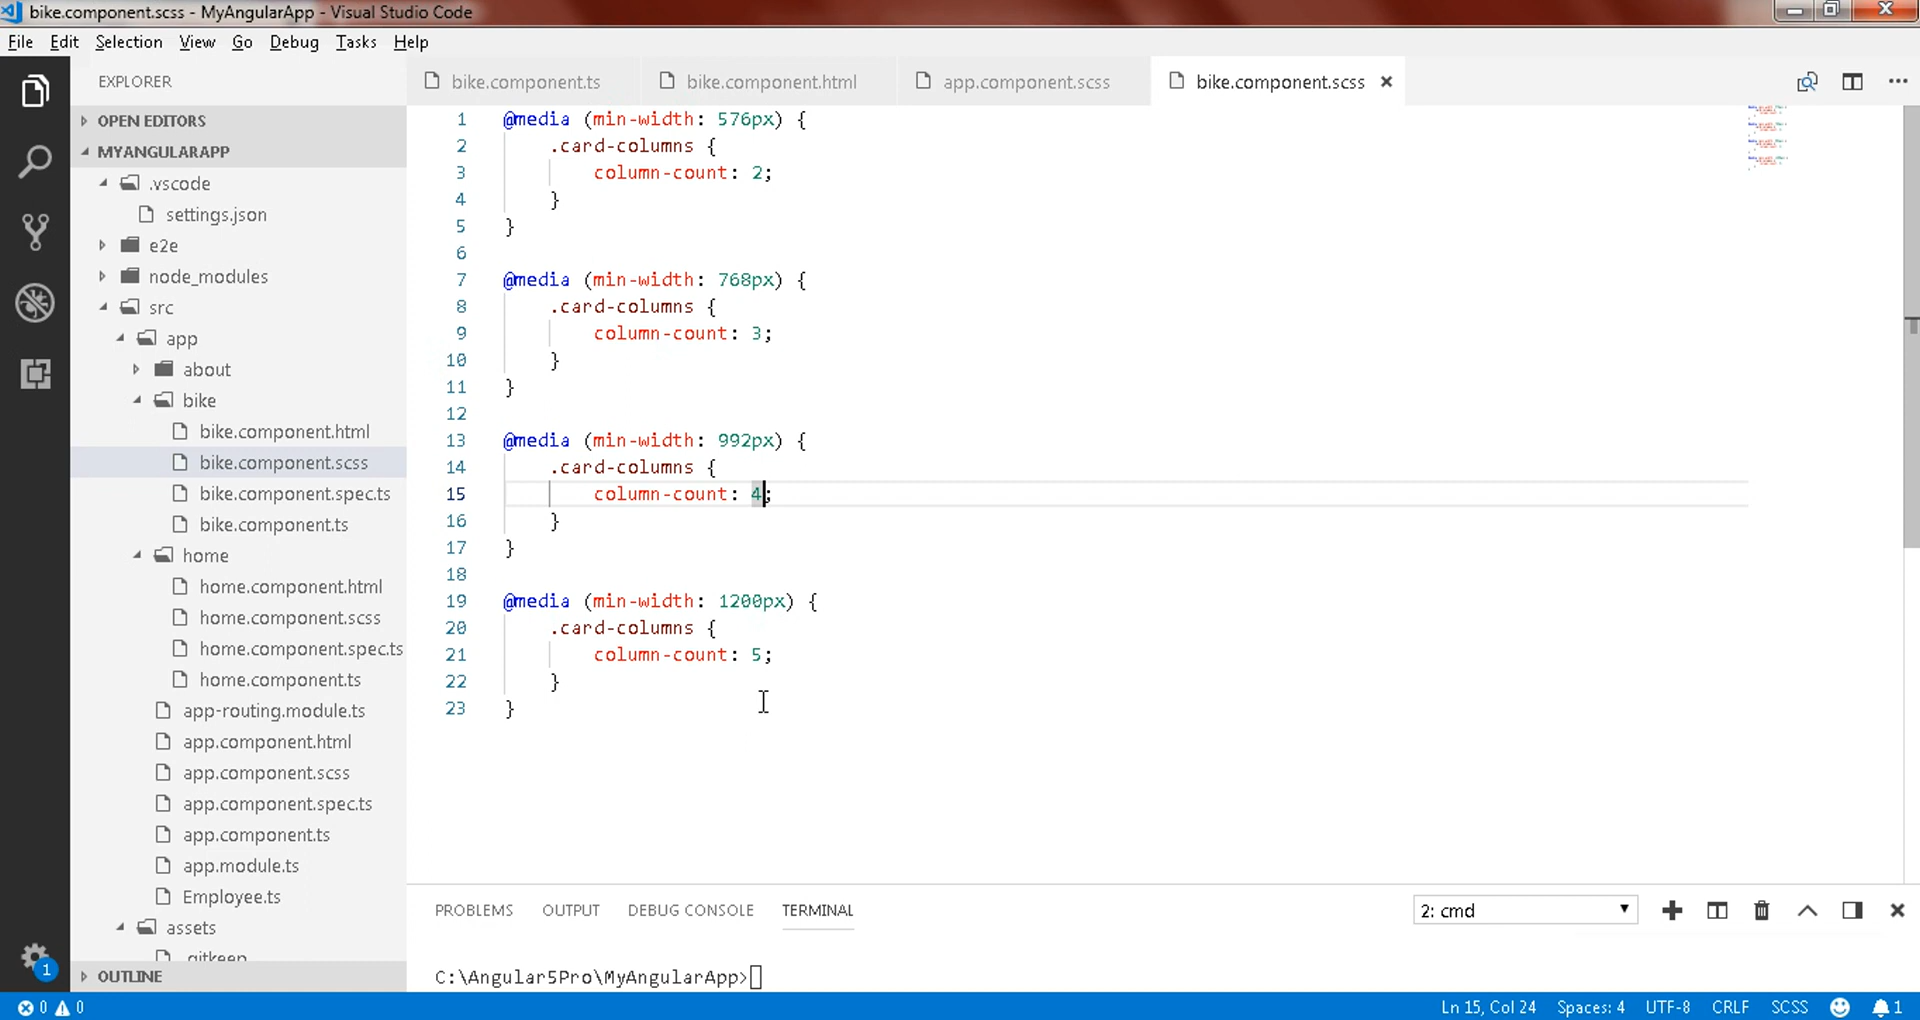 bike.component.scss - MyAngularApp - Visual Studio Code
File Edit Selection View Go Debug Tasks Help
EXPLORER
OPEN EDITORS
MYANGULARAPP
.vscode
settings.json
e2e
node_modules
src
app
about
bike
bike.component.html
bike.component.scss
bike.component.spec.ts
bike.component.ts
home
home.component.html
home.component.scss
home.component.spec.ts
home.component.ts
app-routing.module.ts
app.component.html
app.component.scss
app.component.spec.ts
app.component.ts
app.module.ts
Employee.ts
assets
.gitkeep
OUTLINE
1
bike.component.ts bike.component.html app.component.scss bike.component.scss
1 @media (min-width: 576px) {
2 .card-columns {
3 column-count: 2;
4 }
5 }
6
7 @media (min-width: 768px) {
8 .card-columns {
9 column-count: 3;
10 }
11 }
12
13 @media (min-width: 992px) {
14 .card-columns {
15 column-count: 4;
16 }
17 }
18
19 @media (min-width: 1200px) {
20 .card-columns {
21 column-count: 5;
22 }
23 }
PROBLEMS OUTPUT DEBUG CONSOLE TERMINAL 2: cmd
C:\Angular5Pro\MyAngularApp>
0 0 Ln 15, Col 24 Spaces: 4 UTF-8 CRLF SCSS 1